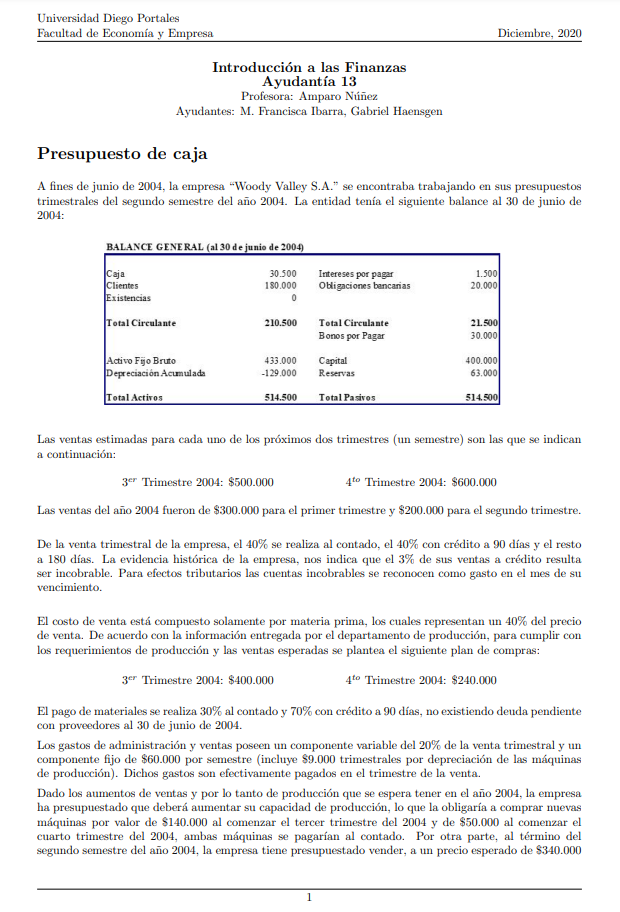 Universidad Diego Portales
Facultad de Economía y Empresa Diciembre, 2020
Introducción a las Finanzas
Ayudantía 13
Profesora: Amparo Núñez
Ayudantes: M. Francisca Ibarra, Gabriel Haensgen
Presupuesto de caja
A fines de junio de 2004, la empresa “Woody Valley S.A.” se encontraba trabajando en sus presupuestos
trimestrales del segundo semestre del año 2004. La entidad tenía el siguiente balance al 30 de junio de
2004:
BALANCE GENERAL (al 30 de junio de 2004)
Caja 30.500 Intereses por pagar 1.500
Clientes 180.000 Obligaciones bancarias 20.000
Existencias 0
Total Circulante 210.500 Total Circulante 21.500
Bonos por Pagar 30.000
Activo Fijo Bruto 433.000 Capital 400.000
Depreciación Acumulada -129.000 Reservas 63.000
Total Activos 514.500 Total Pasivos 514.500
Las ventas estimadas para cada uno de los próximos dos trimestres (un semestre) son las que se indican
a continuación:
3er Trimestre 2004: $500.000 4to Trimestre 2004: $600.000
Las ventas del año 2004 fueron de $300.000 para el primer trimestre y $200.000 para el segundo trimestre.
De la venta trimestral de la empresa, el 40% se realiza al contado, el 40% con crédito a 90 días y el resto
a 180 días. La evidencia histórica de la empresa, nos indica que el 3% de sus ventas a crédito resulta
ser incobrable. Para efectos tributarios las cuentas incobrables se reconocen como gasto en el mes de su
vencimiento.
El costo de venta está compuesto solamente por materia prima, los cuales representan un 40% del precio
de venta. De acuerdo con la información entregada por el departamento de producción, para cumplir con
los requerimientos de producción y las ventas esperadas se plantea el siguiente plan de compras:
3er Trimestre 2004: $400.000 4to Trimestre 2004: $240.000
El pago de materiales se realiza 30% al contado y 70% con crédito a 90 días, no existiendo deuda pendiente
con proveedores al 30 de junio de 2004.
Los gastos de administración y ventas poseen un componente variable del 20% de la venta trimestral y un
componente fijo de $60.000 por semestre (incluye $9.000 trimestrales por depreciación de las máquinas
de producción). Dichos gastos son efectivamente pagados en el trimestre de la venta.
Dado los aumentos de ventas y por lo tanto de producción que se espera tener en el año 2004, la empresa
ha presupuestado que deberá aumentar su capacidad de producción, lo que la obligaría a comprar nuevas
máquinas por valor de $140.000 al comenzar el tercer trimestre del 2004 y de $50.000 al comenzar el
cuarto trimestre del 2004, ambas máquinas se pagarían al contado. Por otra parte, al término del
segundo semestre del año 2004, la empresa tiene presupuestado vender, a un precio esperado de $340.000
1